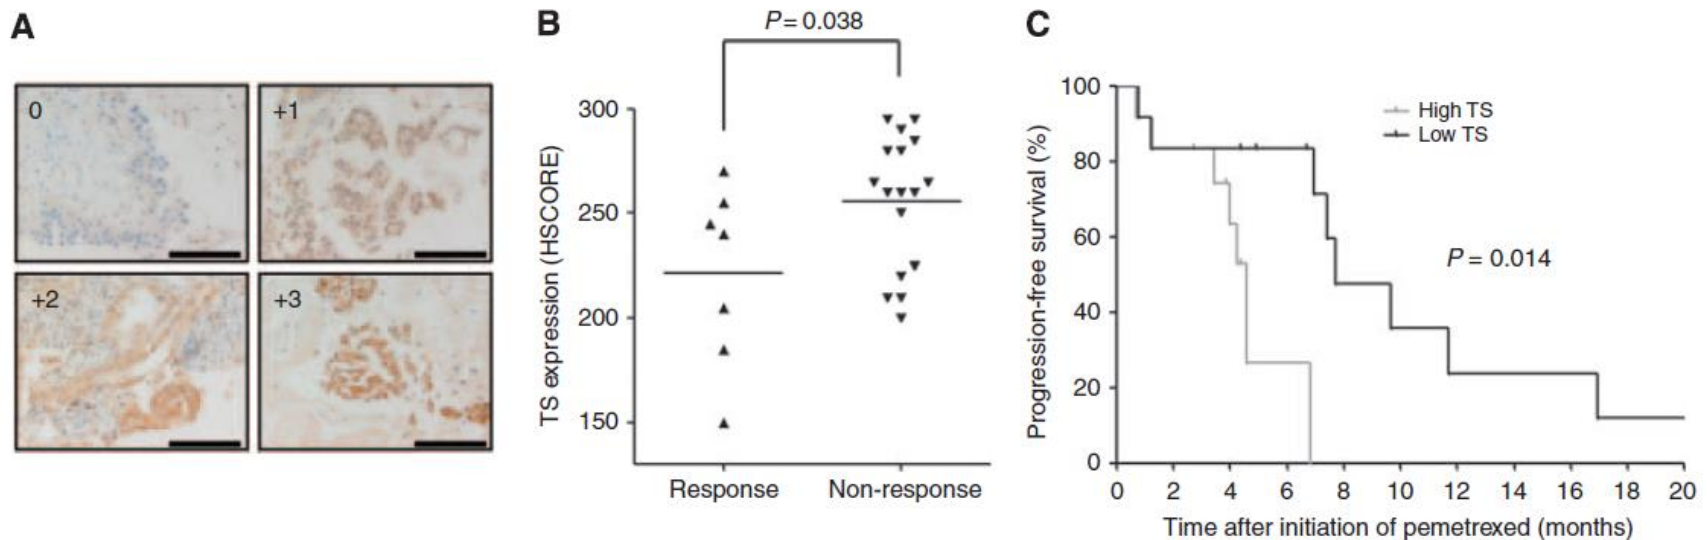 A
0
+1
+2
+3
B
P = 0.038
TS expression (HSCORE)
300
250
200
150
Response
Non-response
C
Progression-free survival (%)
100
80
60
40
20
0
High TS
Low TS
P = 0.014
0 2 4 6 8 10 12 14 16 18 20
Time after initiation of pemetrexed (months)